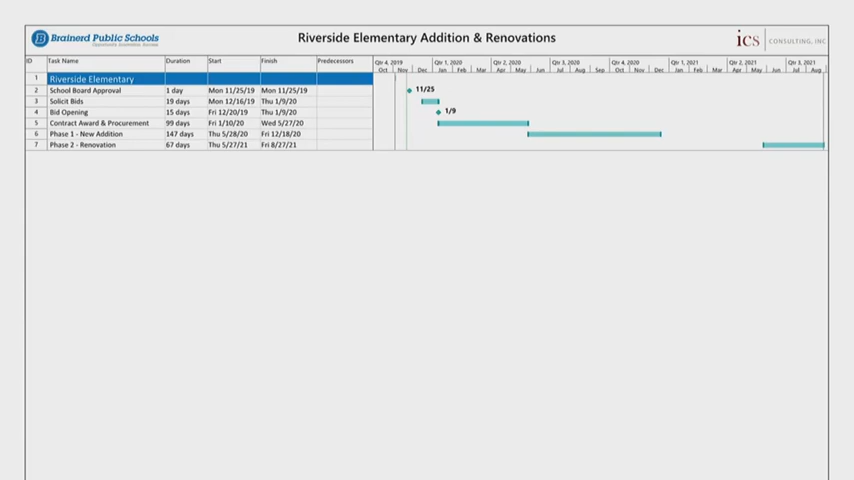 Brainerd Public Schools
Riverside Elementary Addition & Renovations
ics CONSULTING, INC
ID Task Name Duration Start Finish Predecessors Qtr 4, 2019 Qtr 1, 2020 Qtr 2, 2020 Qtr 3, 2020 Qtr 4, 2020 Qtr 1, 2021 Qtr 2, 2021 Qtr 3, 2021
Oct Nov Dec Jan Feb Mar Apr May Jun Jul Aug Sep Oct Nov Dec Jan Feb Mar Apr May Jun Jul Aug
1 Riverside Elementary
2 School Board Approval 1 day Mon 11/25/19 Mon 11/25/19 11/25
3 Solicit Bids 19 days Mon 12/16/19 Thu 1/9/20
4 Bid Opening 15 days Fri 12/20/19 Thu 1/9/20 1/9
5 Contract Award & Procurement 99 days Fri 1/10/20 Wed 5/27/20
6 Phase 1 - New Addition 147 days Thu 5/28/20 Fri 12/18/20
7 Phase 2 - Renovation 67 days Thu 5/27/21 Fri 8/27/21